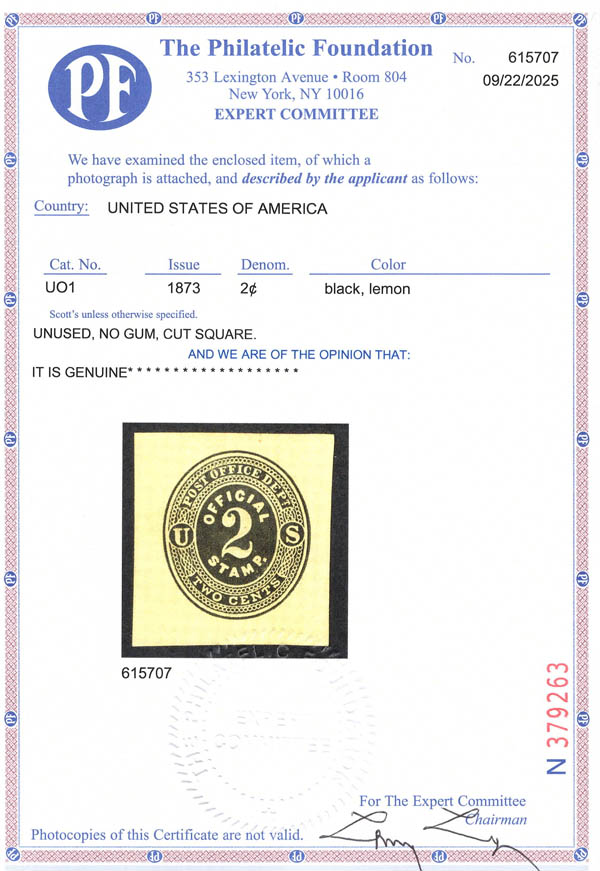 PF
The Philatelic Foundation
353 Lexington Avenue • Room 804
New York, NY 10016
EXPERT COMMITTEE
No. 615707
09/22/2025
We have examined the enclosed item, of which a
photograph is attached, and described by the applicant as follows:
Country: UNITED STATES OF AMERICA
Cat. No. Issue Denom. Color
UO1 1873 2¢ black, lemon
Scott's unless otherwise specified.
UNUSED, NO GUM, CUT SQUARE.
AND WE ARE OF THE OPINION THAT:
IT IS GENUINE* * * * * * * * * * * * * * * * * * *
POST OFFICE DEPT
OFFICIAL
U 2 S
STAMP.
TWO CENTS
615707
EXPERT
COMMITTEE
N 379263
For The Expert Committee
Chairman
Photocopies of this Certificate are not valid.